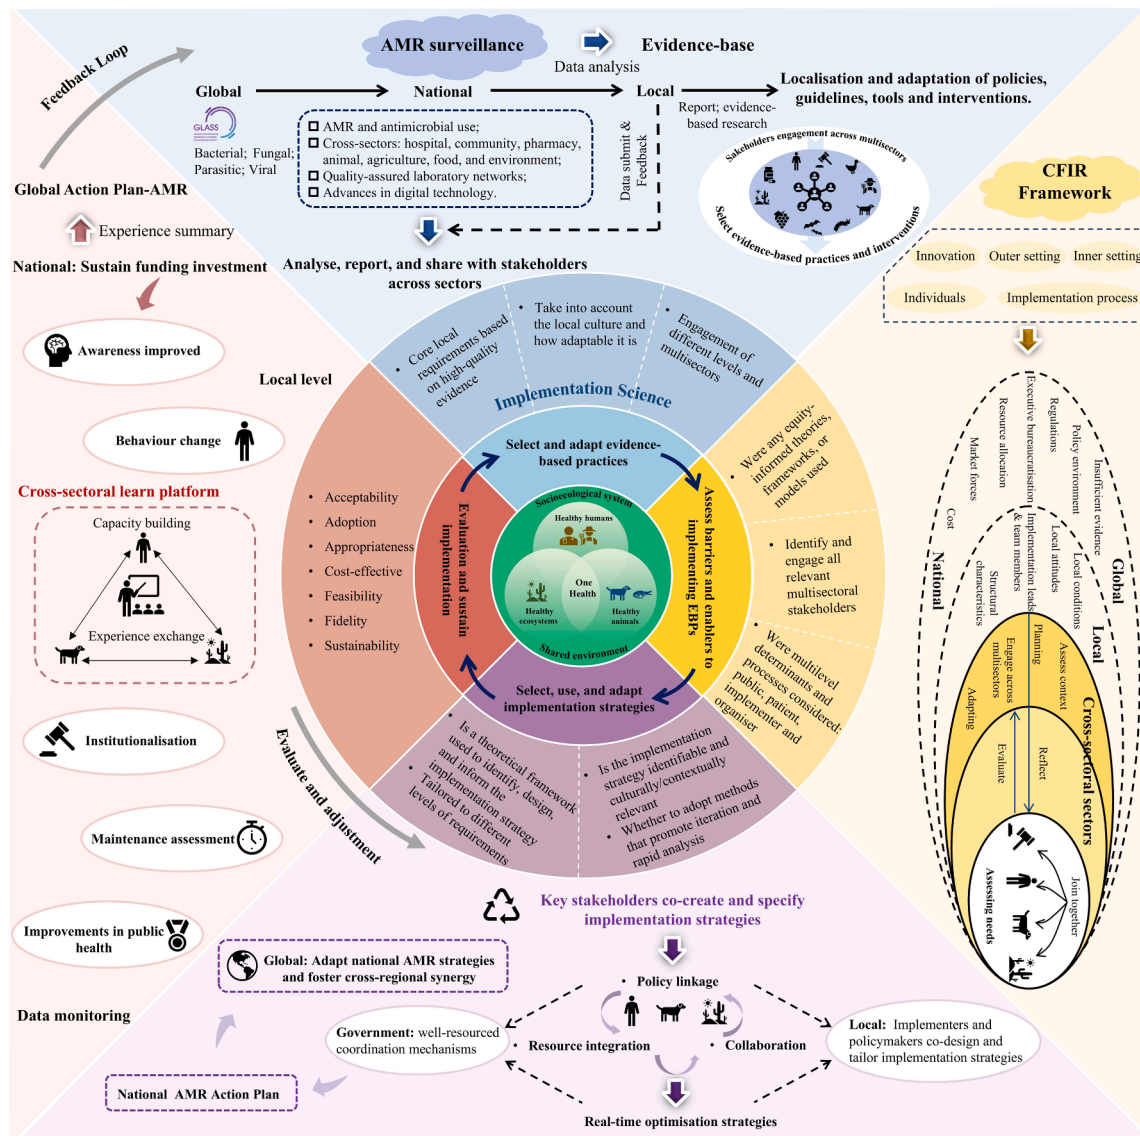 Feedback Loop
AMR surveillance
Data analysis
Evidence-base
Global
National
Local
GLASS
Bacterial; Fungal;
Parasitic; Viral
AMR and antimicrobial use;
Cross-sectors: hospital, community, pharmacy,
animal, agriculture, food, and environment;
Quality-assured laboratory networks;
Advances in digital technology.
Data submit &
Feedback
Report; evidence-
based research
Localisation and adaptation of policies,
guidelines, tools and interventions.
Sakeholders engagement across multisectors
Select evidence-based practices and interventions
Analyse, report, and share with stakeholders
across sectors
CFIR
Framework
Innovation
Outer setting
Inner setting
Individuals
Implementation process
Global Action Plan-AMR
Experience summary
National: Sustain funding investment
Awareness improved
Local level
Behaviour change
Cross-sectoral learn platform
Capacity building
Experience exchange
Institutionalisation
Maintenance assessment
Improvements in public
health
Data monitoring
Evaluate and adjustment
• Core local
requirements based
on high-quality
evidence
• Take into account
the local culture and
how adaptable it is
• Engagement of
different levels and
multisectors
Implementation Science
Select and adapt evidence-
based practices
Assess barriers and enablers to
implementing EBPs
Select, use, and adapt
implementation strategies
Evaluation and sustain
implementation
Socioecological system
Healthy humans
One
Health
Healthy
ecosystems
Healthy
animals
Shared environment
• Acceptability
• Adoption
• Appropriateness
• Cost-effective
• Feasibility
• Fidelity
• Sustainability
• Were any equity-
informed theories,
frameworks, or
models used
• Identify and
engage all
relevant
multisectoral
stakeholders
• Were multilevel
determinants and
processes considered:
public, patient,
implementer and
organiser
• Is a theoretical framework
used to identify, design,
and inform the
implementation strategy
• Tailored to different
levels of requirements
• Is the implementation
strategy identifiable and
culturally/contextually
relevant
• Whether to adopt methods
that promote iteration and
rapid analysis
Insufficient evidence
Policy environment
Regulations
Executive bureaucratisation
Resource allocation
Market forces
Cost
National
Global
Local conditions
Local attitudes
Implementation leads
& team members
Structural
characteristics
Local
Assess context
Planning
Engage across
multisectors
Adapting
Cross-soctoral sectors
Reflect
Evaluate
Join together
Assessing needs
Key stakeholders co-create and specify
implementation strategies
Global: Adapt national AMR strategies
and foster cross-regional synergy
• Policy linkage
• Resource integration
• Collaboration
Government: well-resourced
coordination mechanisms
Local: Implementers and
policymakers co-design and
tailor implementation strategies
National AMR Action Plan
Real-time optimisation strategies